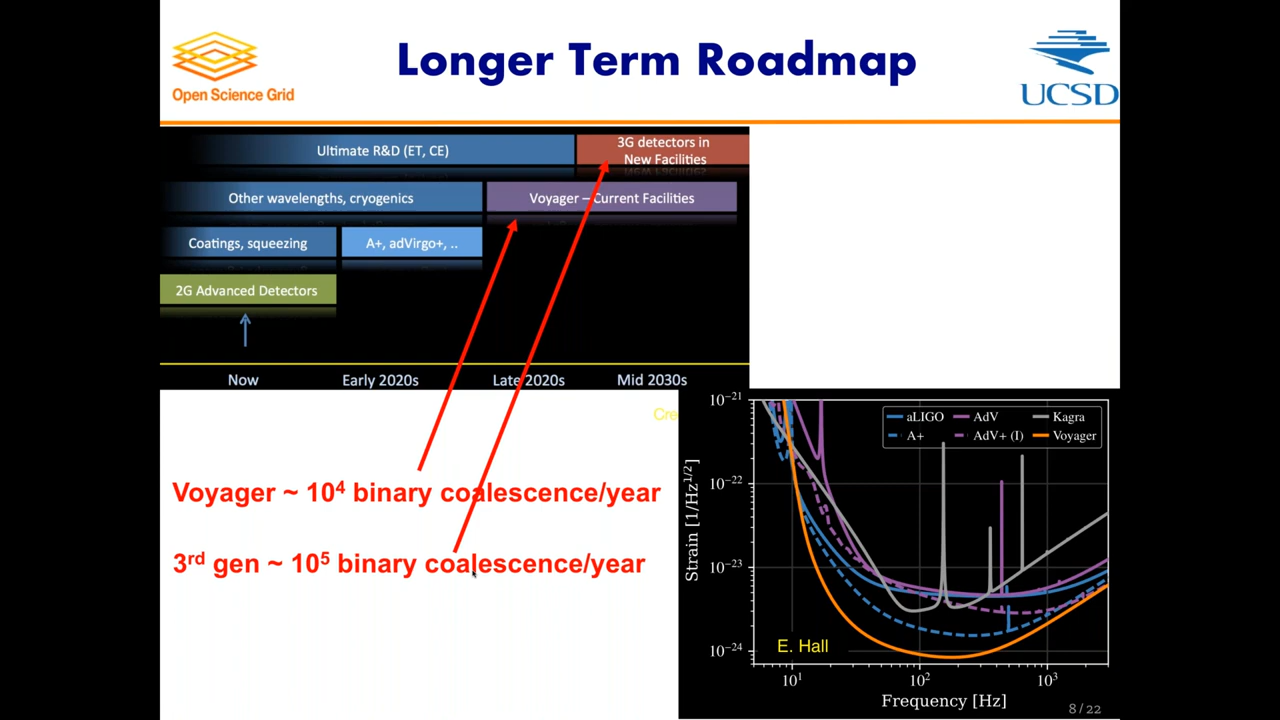 Longer Term Roadmap
Open Science Grid
UCSD
Ultimate R&D (ET, CE)
3G detectors in
New Facilities
Other wavelengths, cryogenics
Voyager – Current Facilities
Coatings, squeezing
A+, adVirgo+, ..
2G Advanced Detectors
Now
Early 2020s
Late 2020s
Mid 2030s
Cre
Voyager ~ 10⁴ binary coalescence/year
3rd gen ~ 10⁵ binary coalescence/year
aLIGO
AdV
Kagra
A+
AdV+ (I)
Voyager
Strain [1/Hz^1/2]
10⁻²¹
10⁻²²
10⁻²³
10⁻²⁴
E. Hall
10¹
10²
10³
Frequency [Hz]
8 / 22